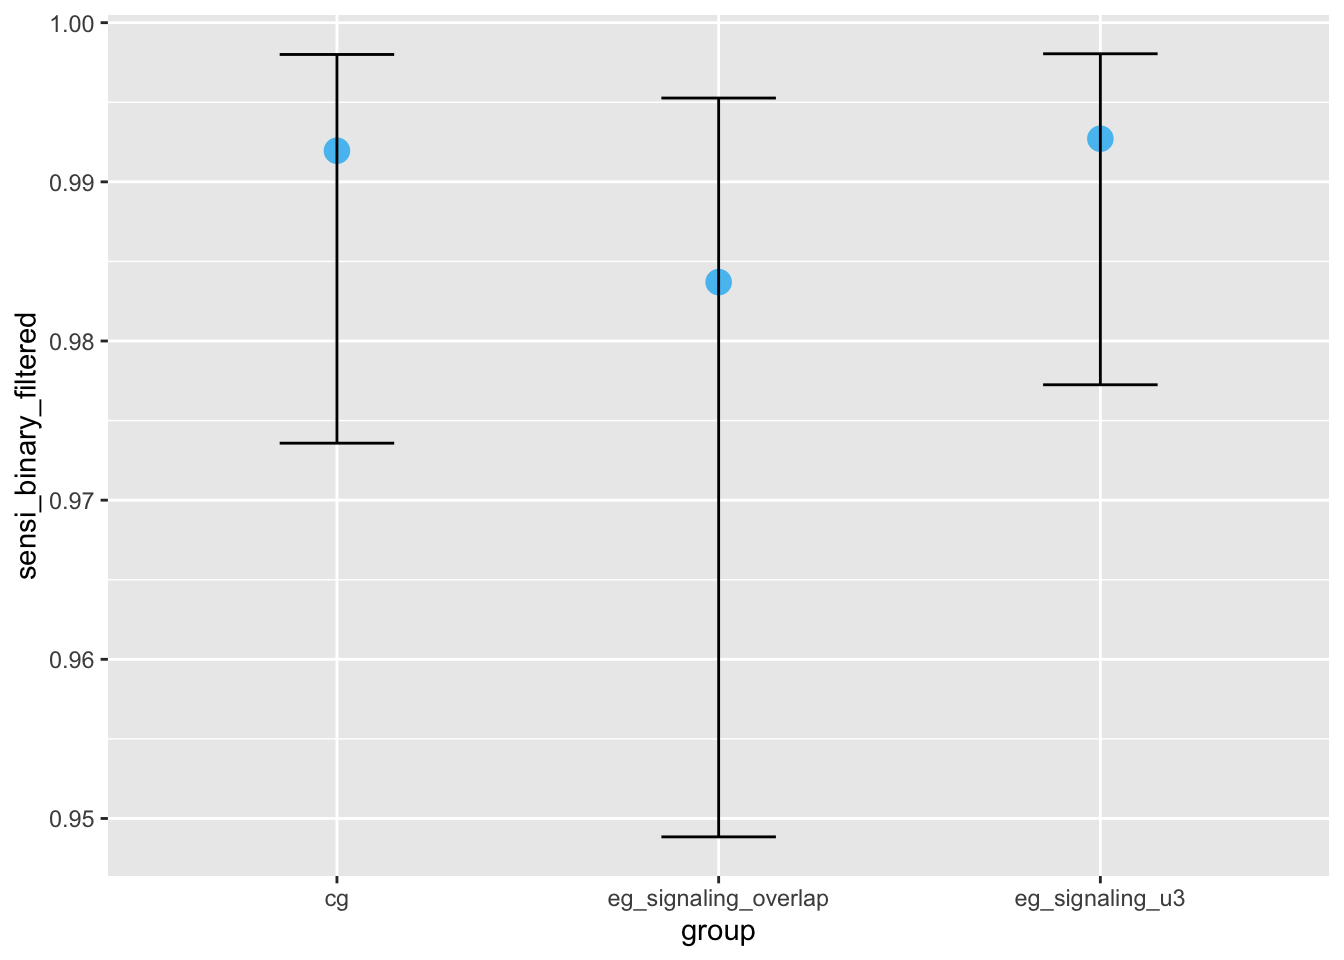 sensi_binary_filtered
1.00
0.99
0.98
0.97
0.96
0.95
cg
eg_signaling_overlap
eg_signaling_u3
group